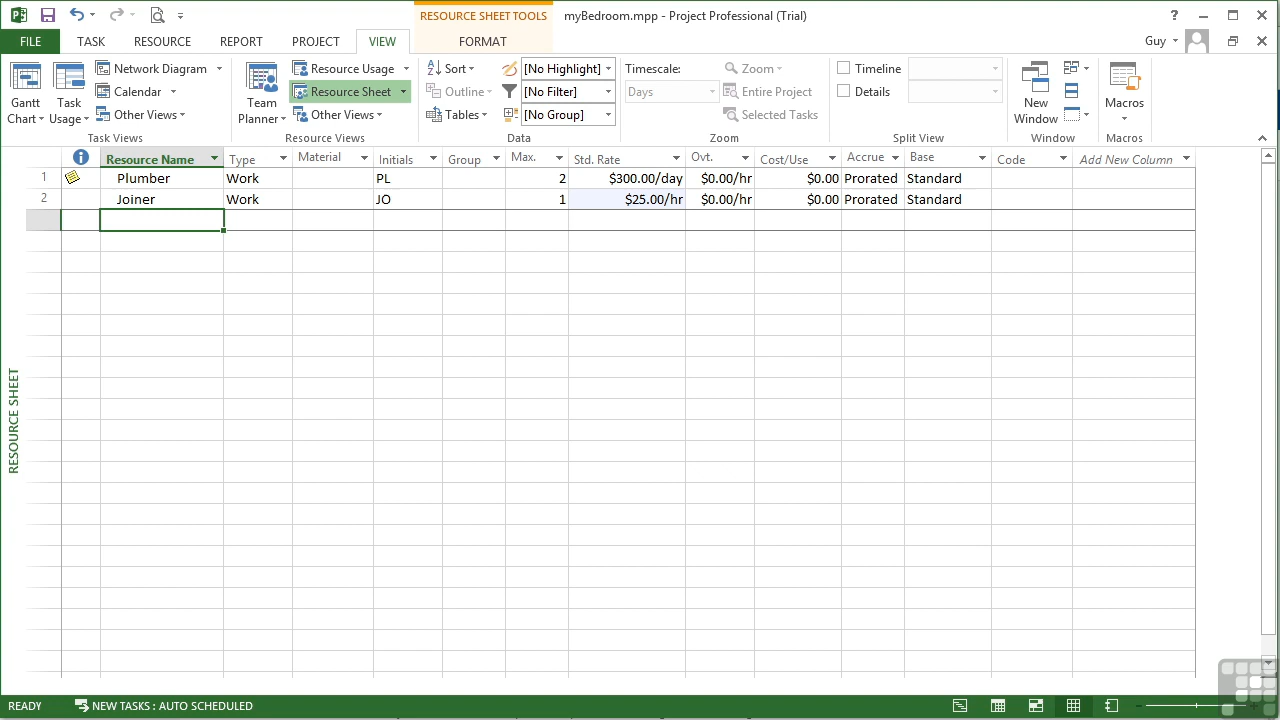 RESOURCE SHEET TOOLS
myBedroom.mpp - Project Professional (Trial)
?
FILE TASK RESOURCE REPORT PROJECT VIEW FORMAT
Guy
Gantt Chart
Task Usage
Network Diagram
Calendar
Other Views
Task Views
Team Planner
Resource Usage
Resource Sheet
Other Views
Resource Views
Sort
Outline
Tables
[No Highlight]
[No Filter]
[No Group]
Data
Timescale:
Days
Zoom
Entire Project
Selected Tasks
Zoom
Timeline
Details
Split View
New Window
Window
Macros
Macros
Resource Name Type Material Initials Group Max. Std. Rate Ovt. Cost/Use Accrue Base Code Add New Column
1 Plumber Work PL 2 $300.00/day $0.00/hr $0.00 Prorated Standard
2 Joiner Work JO 1 $25.00/hr $0.00/hr $0.00 Prorated Standard
RESOURCE SHEET
READY NEW TASKS : AUTO SCHEDULED